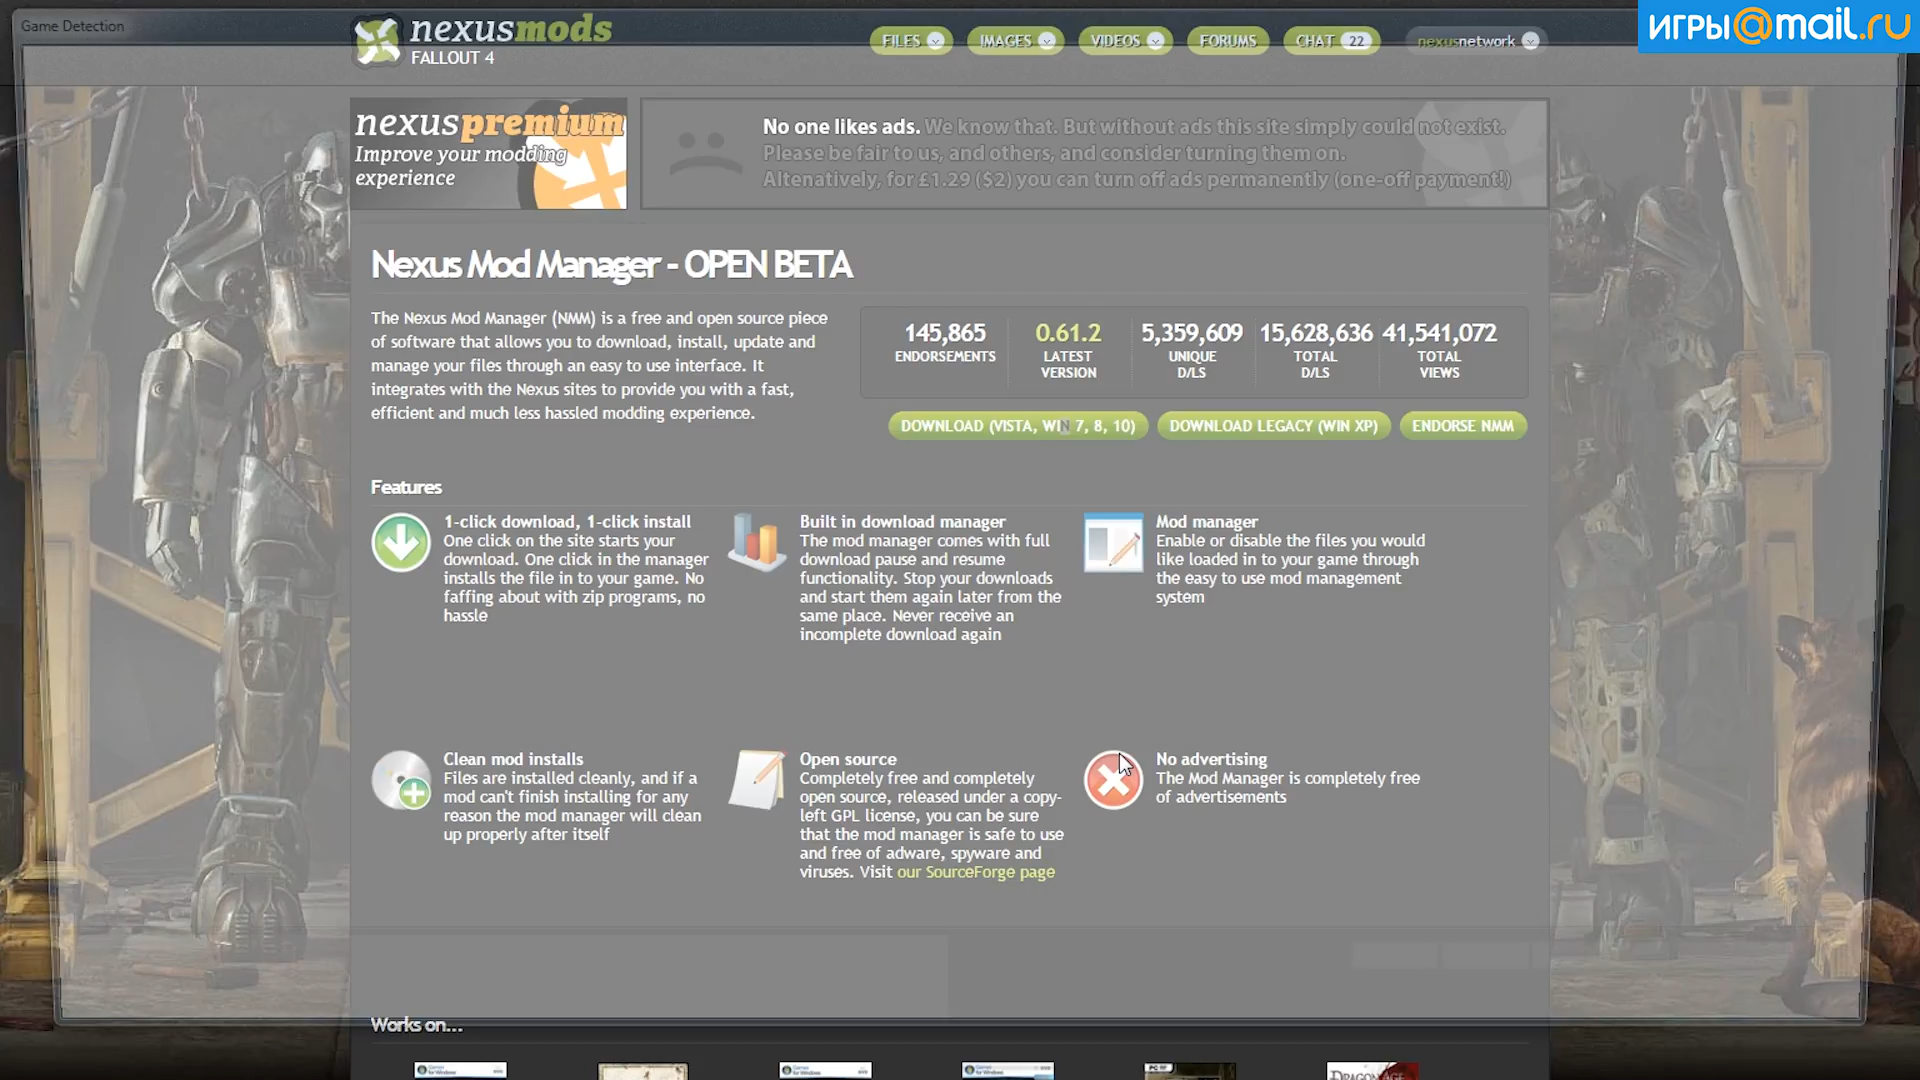 Game Detection
nexusmods
FALLOUT 4
FILES
IMAGES
VIDEOS
FORUMS
CHAT 22
nexusnetwork
игры@mail.ru
nexuspremium
Improve your modding
experience
No one likes ads. We know that. But without ads this site simply could not exist.
Please be fair to us, and others, and consider turning them on.
Altenatively, for £1.29 ($2) you can turn off ads permanently (one-off payment!)
Nexus Mod Manager - OPEN BETA
The Nexus Mod Manager (NMM) is a free and open source piece
of software that allows you to download, install, update and
manage your files through an easy to use interface. It
integrates with the Nexus sites to provide you with a fast,
efficient and much less hassled modding experience.
145,865
ENDORSEMENTS
0.61.2
LATEST
VERSION
5,359,609
UNIQUE
D/LS
15,628,636
TOTAL
D/LS
41,541,072
TOTAL
VIEWS
DOWNLOAD (VISTA, WIN 7, 8, 10)
DOWNLOAD LEGACY (WIN XP)
ENDORSE NMM
Features
1-click download, 1-click install
One click on the site starts your
download. One click in the manager
installs the file in to your game. No
faffing about with zip programs, no
hassle
Built in download manager
The mod manager comes with full
download pause and resume
functionality. Stop your downloads
and start them again later from the
same place. Never receive an
incomplete download again
Mod manager
Enable or disable the files you would
like loaded in to your game through
the easy to use mod management
system
Clean mod installs
Files are installed cleanly, and if a
mod can't finish installing for any
reason the mod manager will clean
up properly after itself
Open source
Completely free and completely
open source, released under a copy-
left GPL license, you can be sure
that the mod manager is safe to use
and free of adware, spyware and
viruses. Visit our SourceForge page
No advertising
The Mod Manager is completely free
of advertisements
Works on...
DRAGON AGE